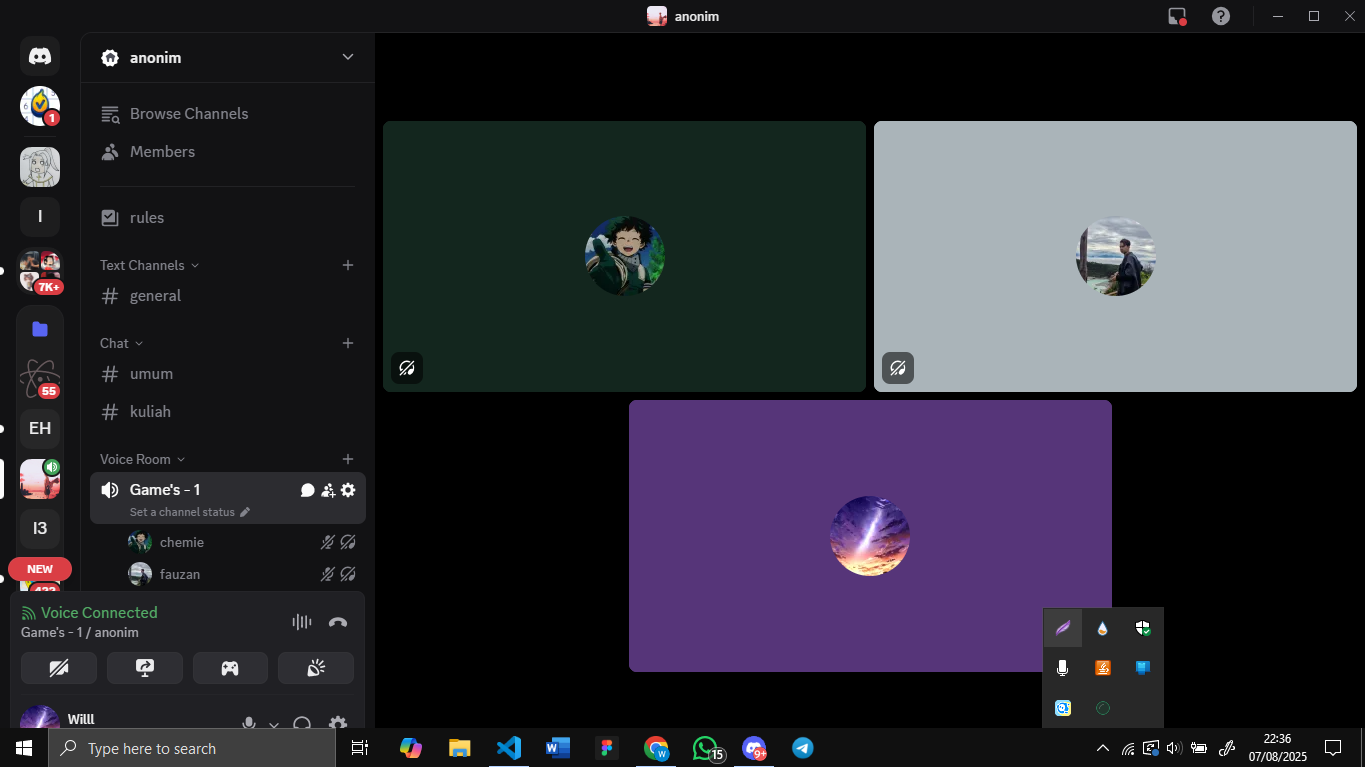 anonim
anonim
1
Browse Channels
Members
I
rules
7K+
Text Channels
general
Chat
55
umum
EH
kuliah
Voice Room
Game's - 1
Set a channel status
I3
chemie
NEW
fauzan
Voice Connected
Game's - 1 / anonim
Willl
Type here to search
W
W
15
9+
22:36
07/08/2025